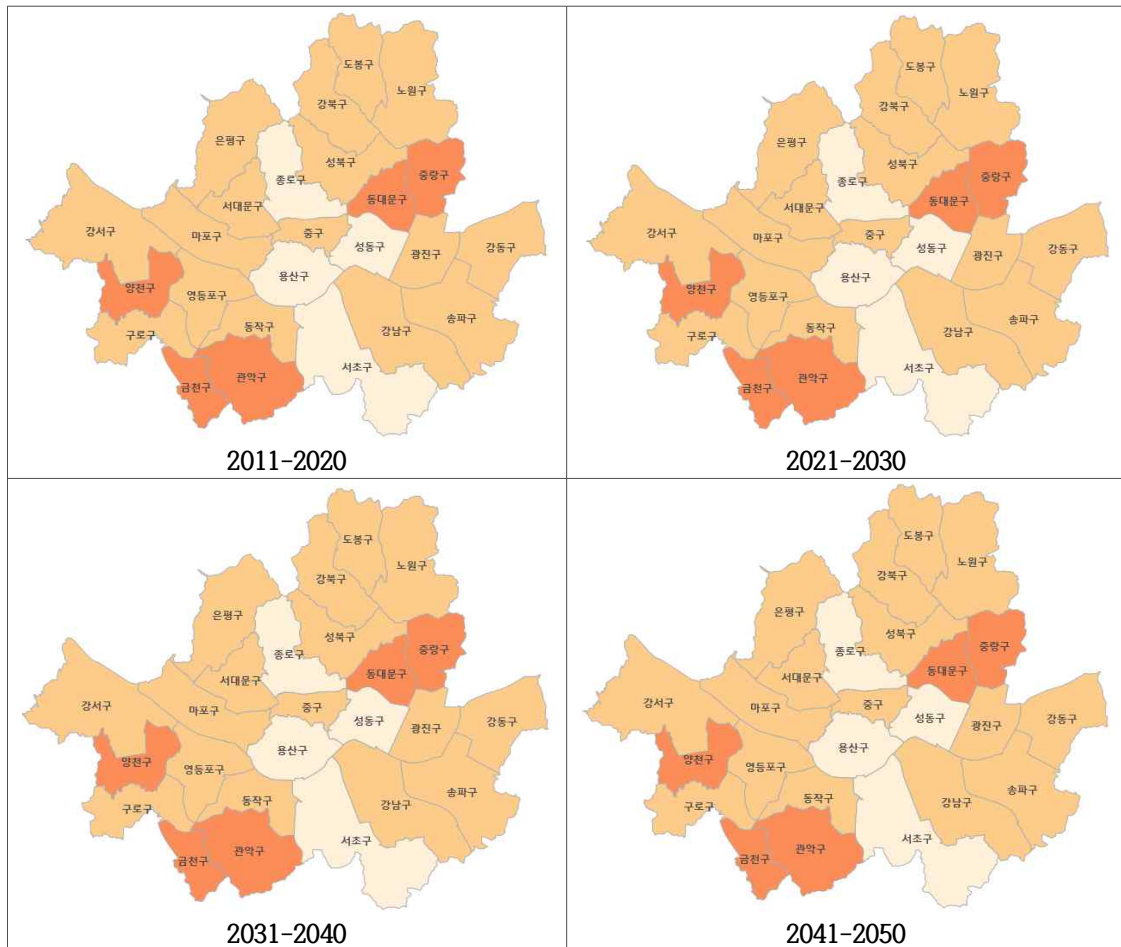 도봉구
노원구
강북구
은평구
성북구
중랑구
종로구
동대문구
서대문구
중구
마포구
강서구
성동구
광진구
강동구
용산구
양천구
영등포구
송파구
동작구
강남구
구로구
서초구
관악구
금천구
2011-2020
도봉구
노원구
강북구
은평구
성북구
중랑구
종로구
동대문구
서대문구
중구
마포구
강서구
성동구
광진구
강동구
용산구
양천구
영등포구
송파구
동작구
강남구
구로구
서초구
관악구
금천구
2021-2030
도봉구
노원구
강북구
은평구
성북구
중랑구
종로구
동대문구
서대문구
중구
마포구
강서구
성동구
광진구
강동구
용산구
양천구
영등포구
송파구
동작구
강남구
구로구
서초구
관악구
금천구
2031-2040
도봉구
노원구
강북구
은평구
성북구
중랑구
종로구
동대문구
서대문구
중구
마포구
강서구
성동구
광진구
강동구
용산구
양천구
영등포구
송파구
동작구
강남구
구로구
서초구
관악구
금천구
2041-2050